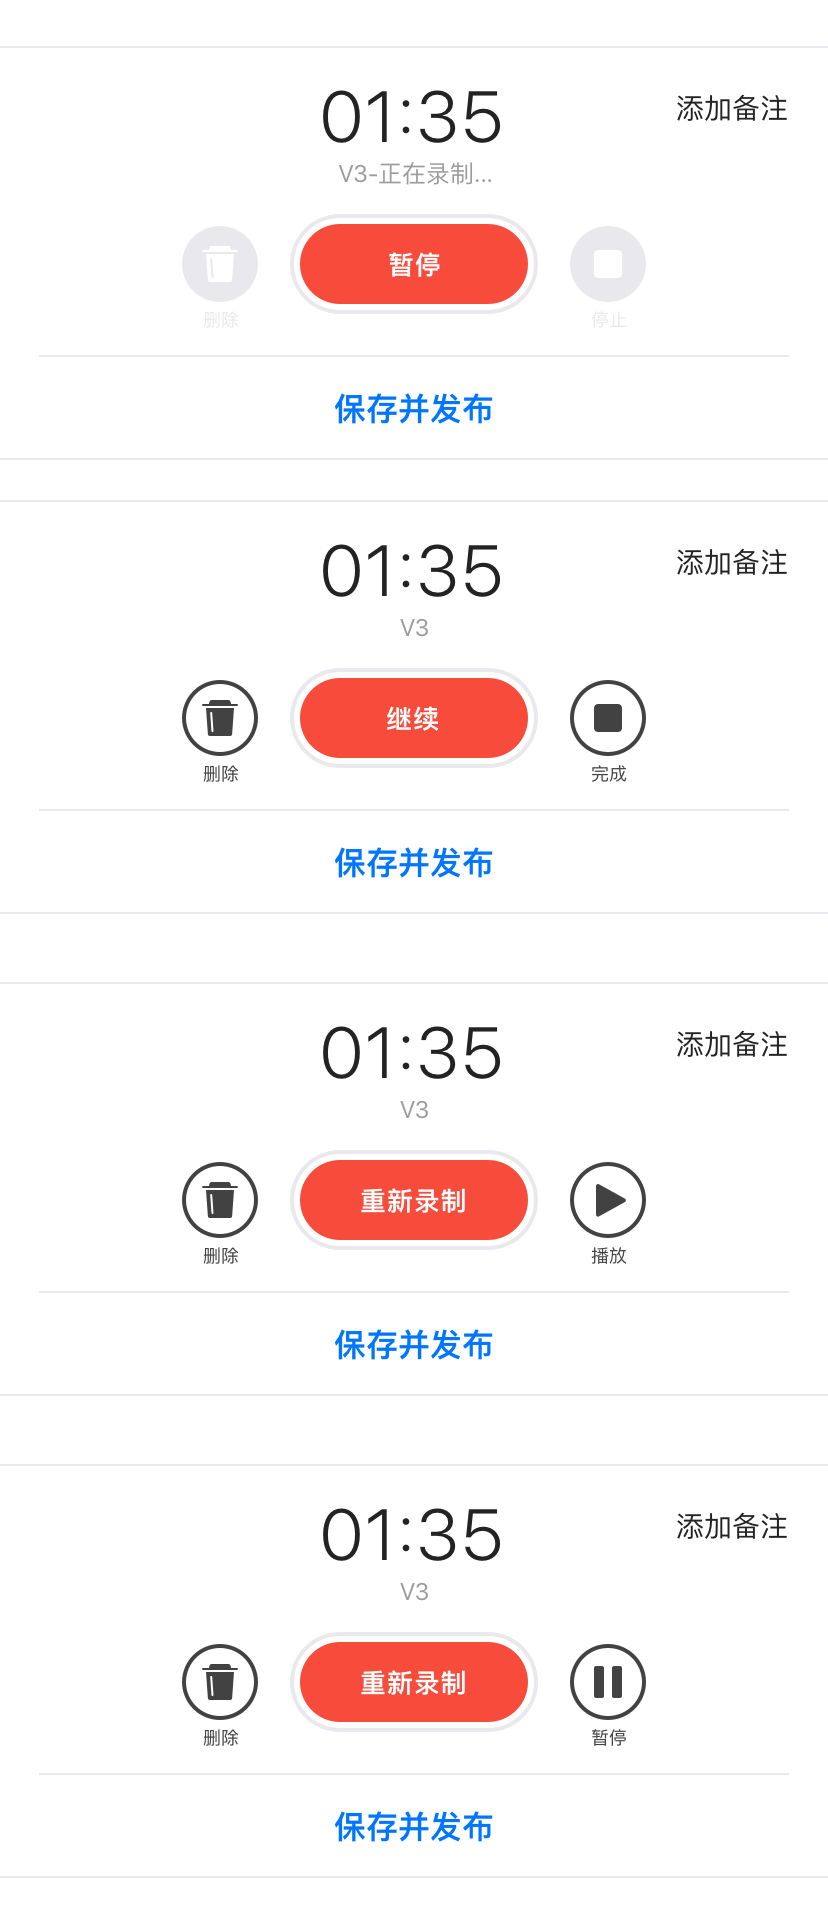 01:35
添加备注
V3-正在录制...
暂停
删除
停止
保存并发布
01:35
添加备注
V3
继续
删除
完成
保存并发布
01:35
添加备注
V3
重新录制
删除
播放
保存并发布
01:35
添加备注
V3
重新录制
删除
暂停
保存并发布